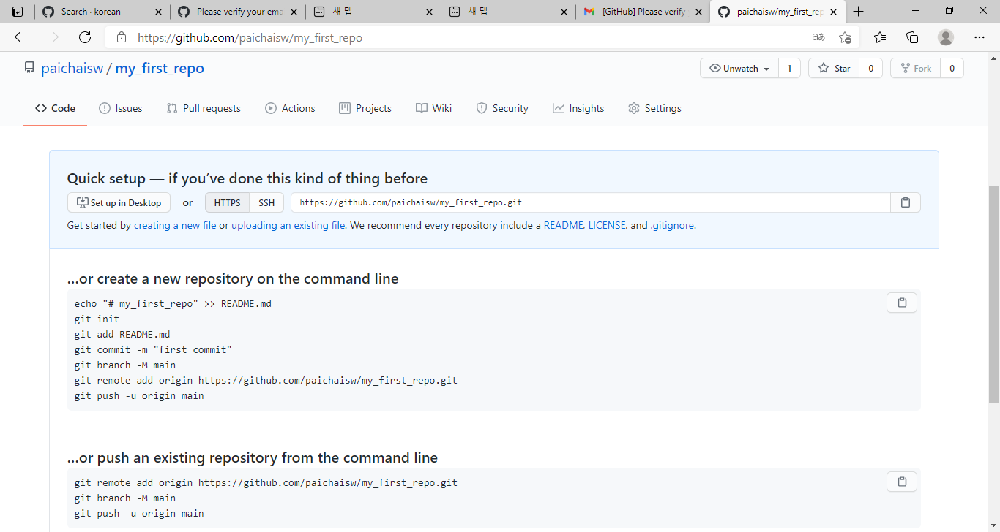 Search · korean
Please verify your ema
새 탭
새 탭
[GitHub] Please verify
paichaisw/my_first_rep
https://github.com/paichaisw/my_first_repo
paichaisw / my_first_repo
Unwatch 1
Star 0
Fork 0
Code Issues Pull requests Actions Projects Wiki Security Insights Settings
Quick setup — if you’ve done this kind of thing before
Set up in Desktop or HTTPS SSH https://github.com/paichaisw/my_first_repo.git
Get started by creating a new file or uploading an existing file. We recommend every repository include a README, LICENSE, and .gitignore.
…or create a new repository on the command line
echo "# my_first_repo" >> README.md
git init
git add README.md
git commit -m "first commit"
git branch -M main
git remote add origin https://github.com/paichaisw/my_first_repo.git
git push -u origin main
…or push an existing repository from the command line
git remote add origin https://github.com/paichaisw/my_first_repo.git
git branch -M main
git push -u origin main